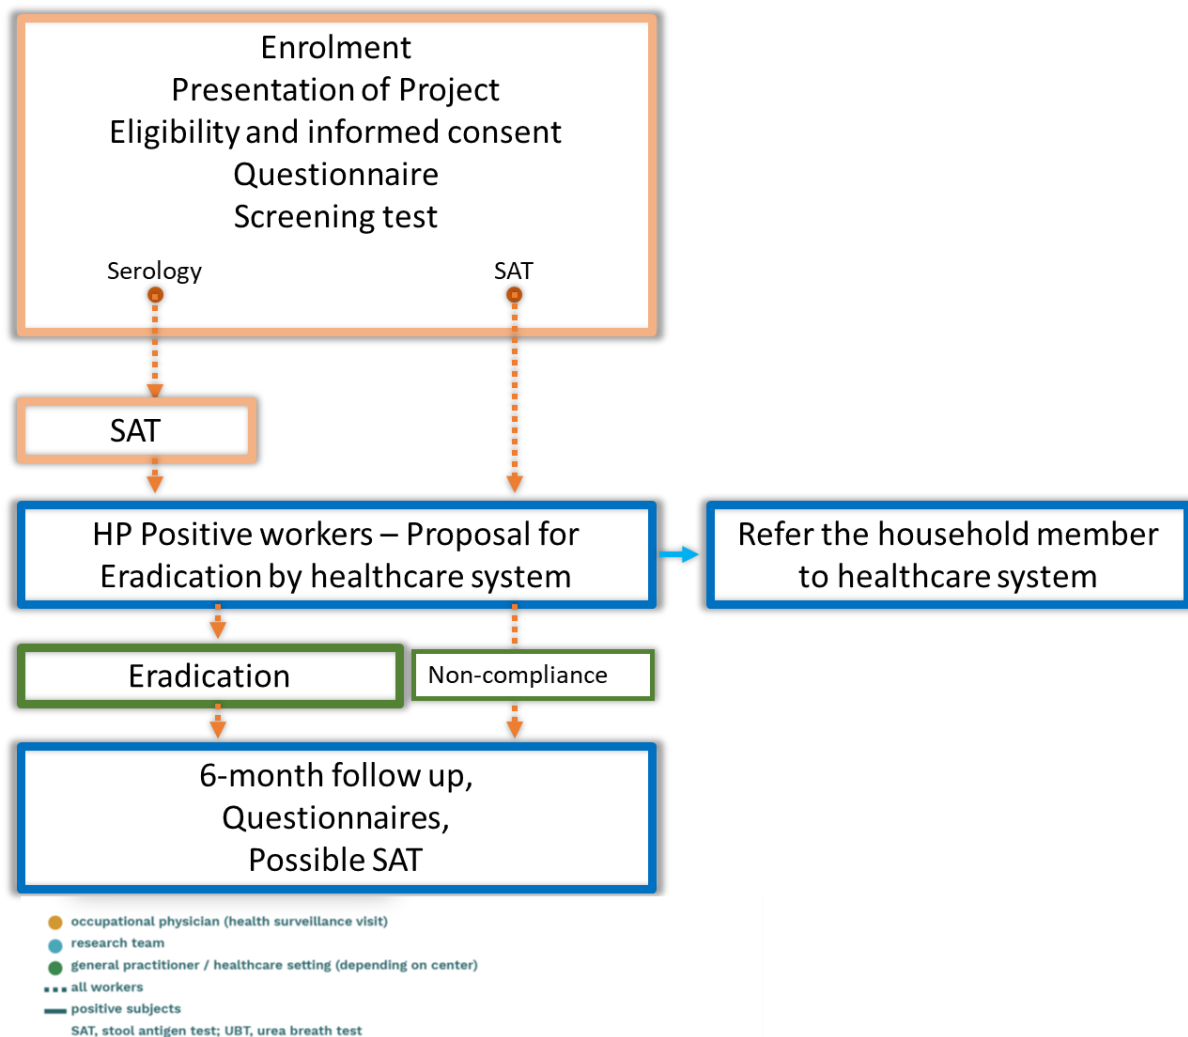 Enrolment
Presentation of Project
Eligibility and informed consent
Questionnaire
Screening test
Serology
SAT
SAT
HP Positive workers – Proposal for
Eradication by healthcare system
Refer the household member
to healthcare system
Eradication
Non-compliance
6-month follow up,
Questionnaires,
Possible SAT
occupational physician (health surveillance visit)
research team
general practitioner / healthcare setting (depending on center)
all workers
positive subjects
SAT, stool antigen test; UBT, urea breath test